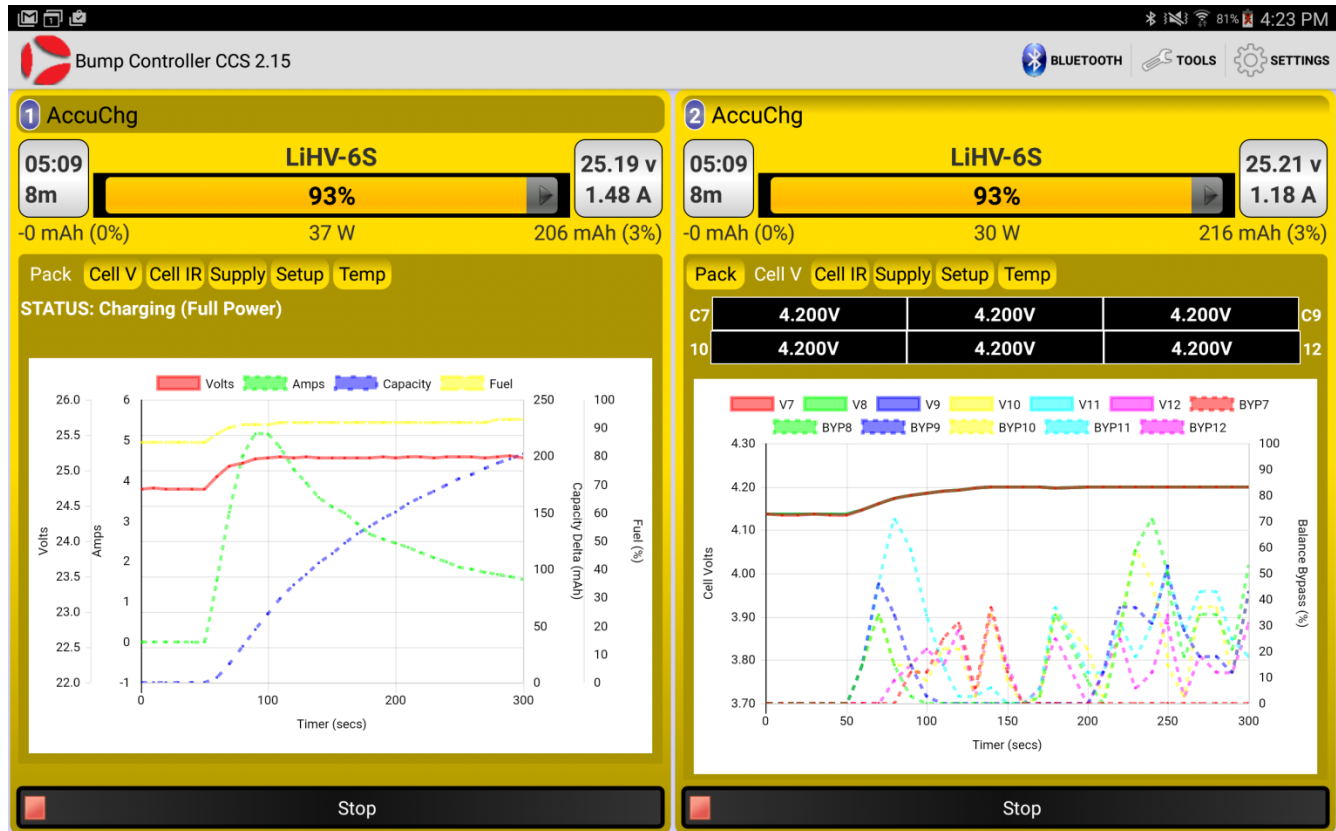 1 81% 4:23 PM
Bump Controller CCS 2.15 BLUETOOTH TOOLS SETTINGS
1 AccuChg
05:09 LiHV-6S 25.19 v
8m 93% 1.48 A
-0 mAh (0%) 37 W 206 mAh (3%)
Pack Cell V Cell IR Supply Setup Temp
STATUS: Charging (Full Power)
Volts Amps Capacity Fuel
26.0 6 250 100
90
25.5 5
200 80
25.0
4 70
24.5
3 150 60
24.0 50
2
100 40
23.5
1 30
23.0
50 20
22.5 0
10
22.0 -1 0 0
Volts
Amps
Capacity Delta (mAh)
Fuel (%)
0 100 200 300
Timer (secs)
Stop
2 AccuChg
05:09 LiHV-6S 25.21 v
8m 93% 1.18 A
-0 mAh (0%) 30 W 216 mAh (3%)
Pack Cell V Cell IR Supply Setup Temp
C7 4.200V 4.200V 4.200V C9
10 4.200V 4.200V 4.200V 12
V7 V8 V9 V10 V11 V12 BYP7
BYP8 BYP9 BYP10 BYP11 BYP12
4.30 100
90
4.20
80
4.10 70
60
4.00
50
3.90 40
30
3.80 20
10
3.70 0
Cell Volts
Balance Bypass (%)
0 50 100 150 200 250 300
Timer (secs)
Stop